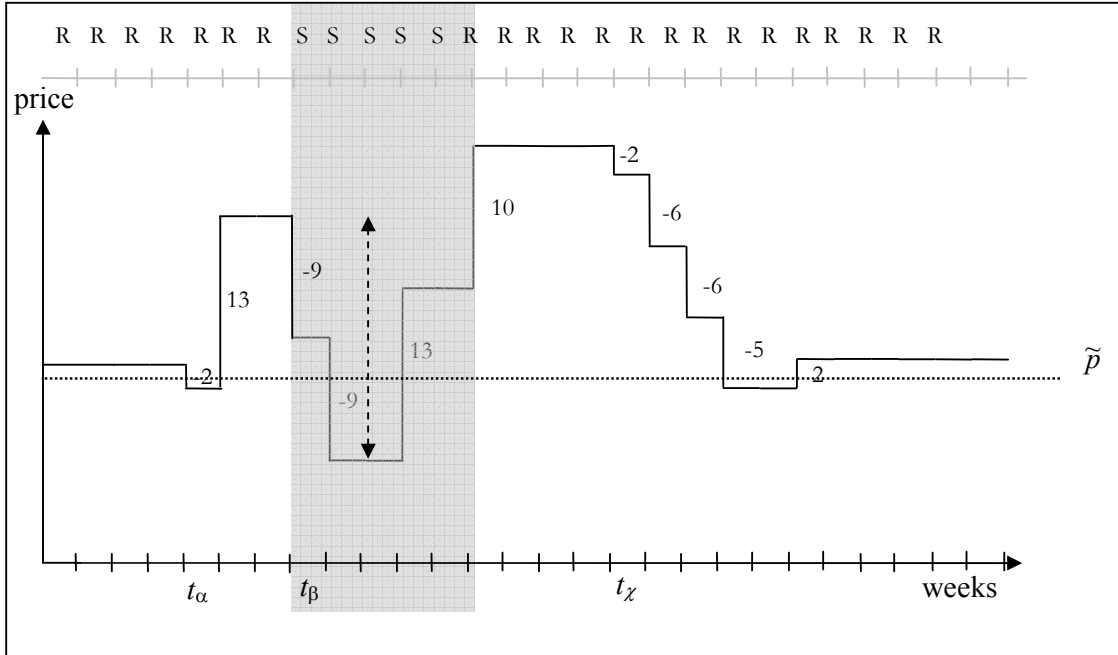 R R R R R R R S S S S S R R R R R R R R R R R R R R R
price
-2
10
-6
-9
-6
13
13
-5
p̃
-2
2
-9
tα
tβ
tχ
weeks